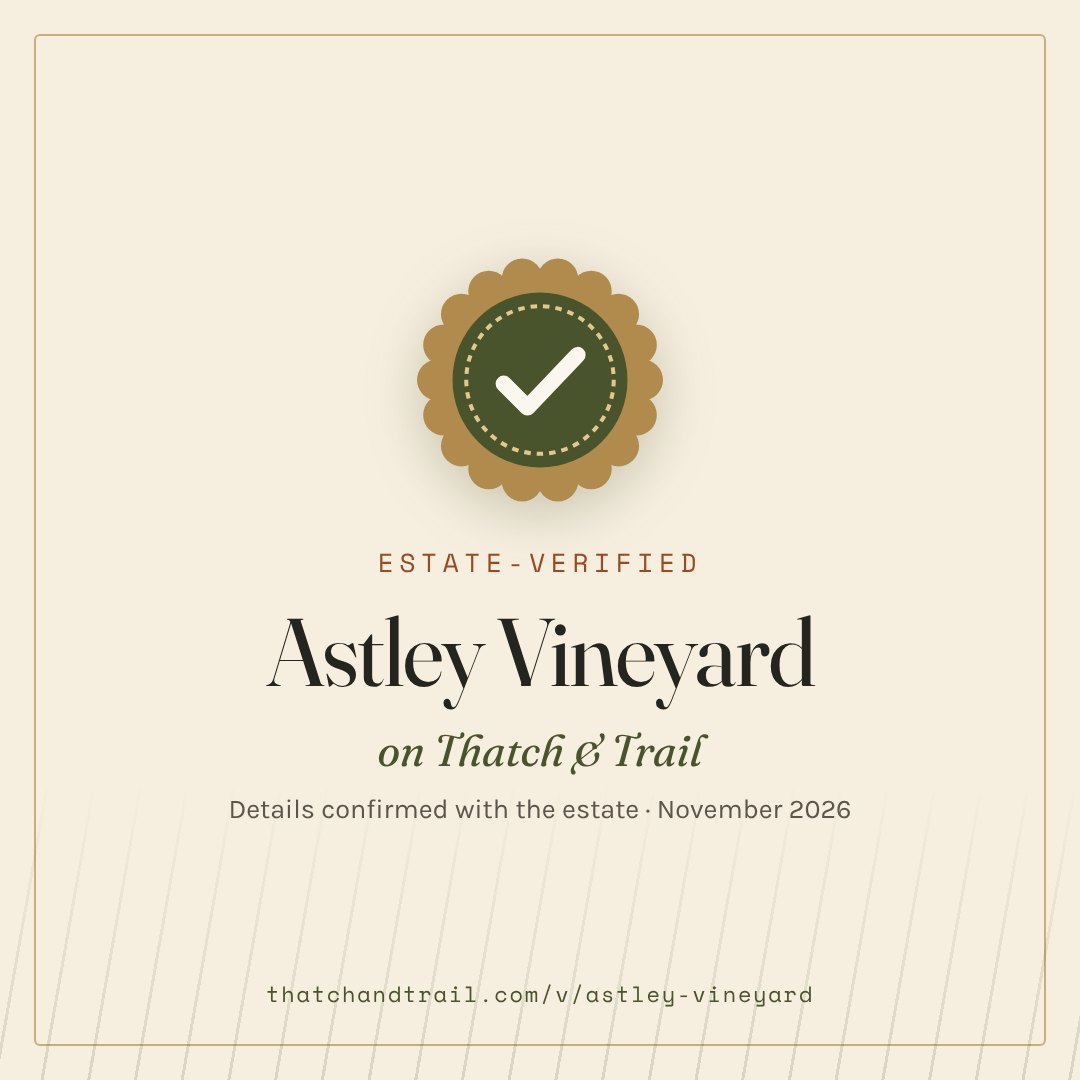 ESTATE-VERIFIED
Astley Vineyard
on Thatch & Trail
Details confirmed with the estate · November 2026
thatchandtrail.com/v/astley-vineyard